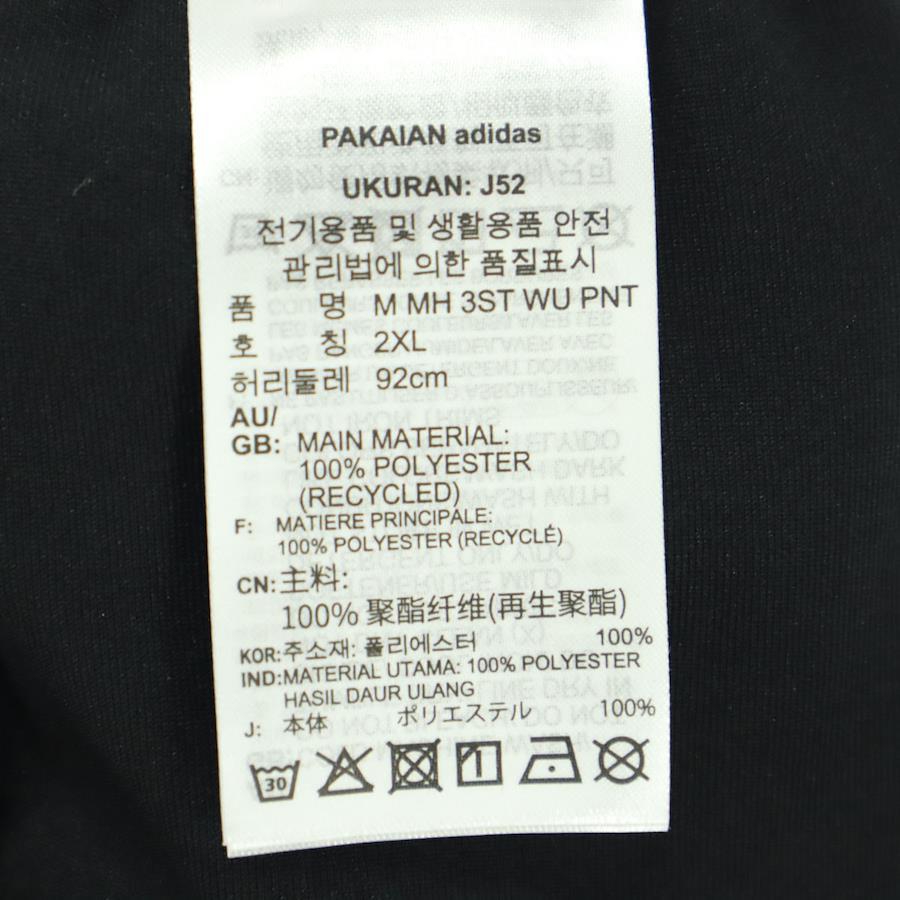 PAKAIAN adidas
UKURAN: J52
전기용품 및 생활용품 안전
관리법에 의한 품질표시
품 명 M MH 3ST WU PNT
호 칭 2XL
허리둘레 92cm
AU/
GB: MAIN MATERIAL:
100% POLYESTER
(RECYCLED)
F: MATIERE PRINCIPALE:
100% POLYESTER (RECYCLÉ)
CN: 主料:
100% 聚酯纤维(再生聚酯)
KOR: 주소재: 폴리에스터 100%
IND: MATERIAL UTAMA: 100% POLYESTER
HASIL DAUR ULANG
J: 本体 ポリエステル 100%
30